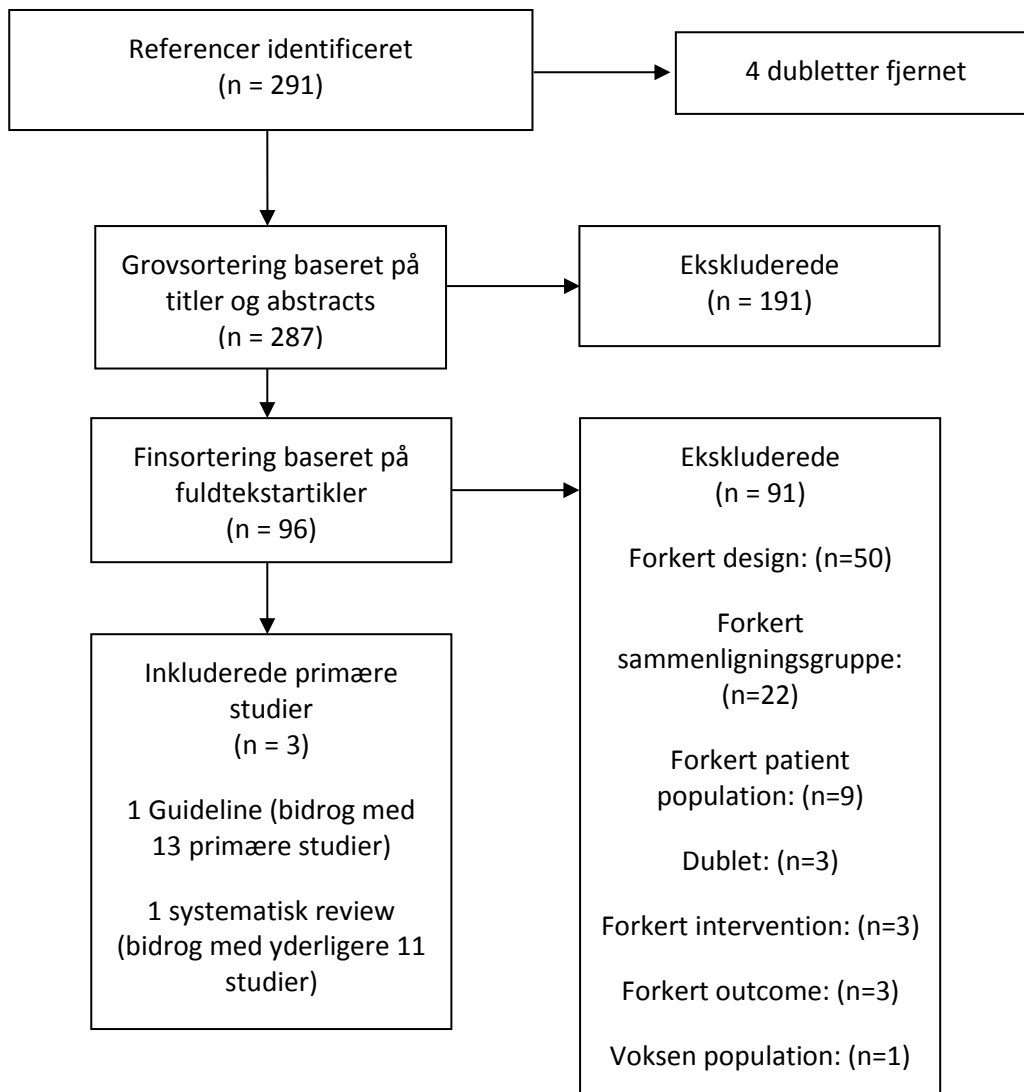 Referencer identificeret
(n = 291)
4 dubletter fjernet
Grovsortering baseret på
titler og abstracts
(n = 287)
Ekskluderede
(n = 191)
Finsortering baseret på
fuldtekstartikler
(n = 96)
Ekskluderede
(n = 91)
Forkert design: (n=50)
Forkert
sammenligningsgruppe:
(n=22)
Forkert patient
population: (n=9)
Dublet: (n=3)
Forkert intervention: (n=3)
Forkert outcome: (n=3)
Voksen population: (n=1)
Inkluderede primære
studier
(n = 3)
1 Guideline (bidrog med
13 primære studier)
1 systematisk review
(bidrog med yderligere 11
studier)